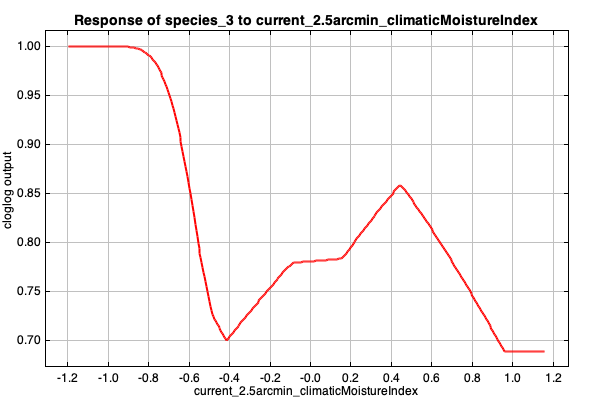 Response of species_3 to current_2.5arcmin_climaticMoistureIndex
1.00
0.95
0.90
0.85
0.80
0.75
0.70
cloglog output
-1.2 -1.0 -0.8 -0.6 -0.4 -0.2 -0.0 0.2 0.4 0.6 0.8 1.0 1.2
current_2.5arcmin_climaticMoistureIndex